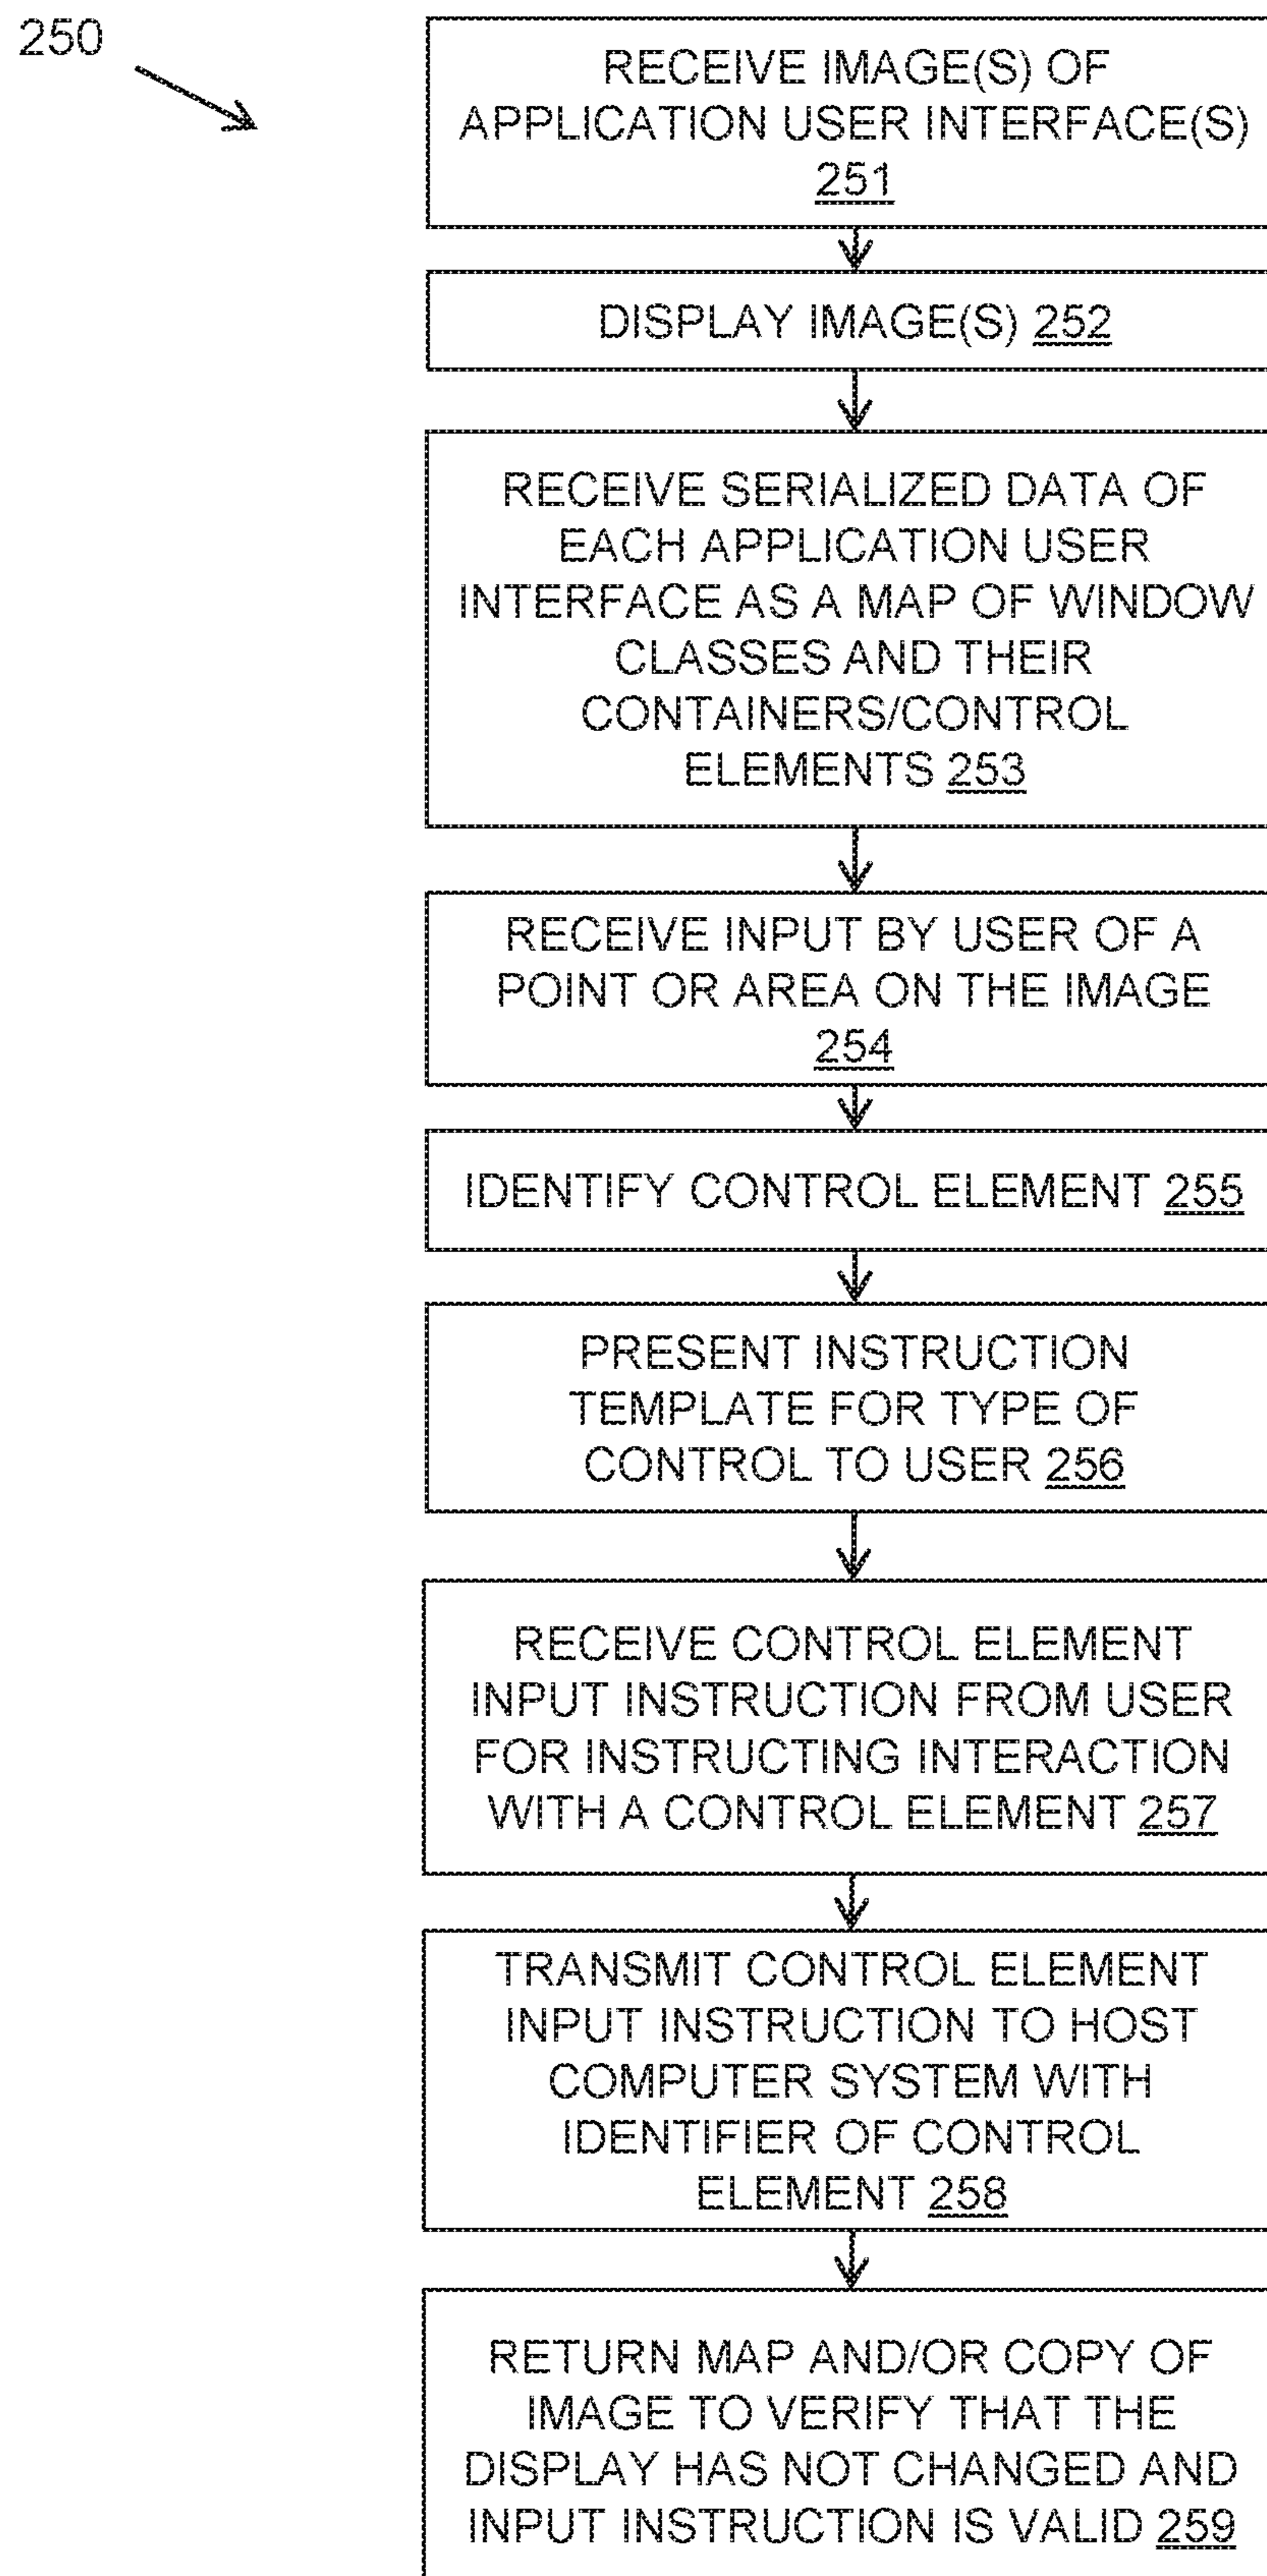 250
RECEIVE IMAGE(S) OF
APPLICATION USER INTERFACE(S)
251
DISPLAY IMAGE(S) 252
RECEIVE SERIALIZED DATA OF
EACH APPLICATION USER
INTERFACE AS A MAP OF WINDOW
CLASSES AND THEIR
CONTAINERS/CONTROL
ELEMENTS 253
RECEIVE INPUT BY USER OF A
POINT OR AREA ON THE IMAGE
254
IDENTIFY CONTROL ELEMENT 255
PRESENT INSTRUCTION
TEMPLATE FOR TYPE OF
CONTROL TO USER 256
RECEIVE CONTROL ELEMENT
INPUT INSTRUCTION FROM USER
FOR INSTRUCTING INTERACTION
WITH A CONTROL ELEMENT 257
TRANSMIT CONTROL ELEMENT
INPUT INSTRUCTION TO HOST
COMPUTER SYSTEM WITH
IDENTIFIER OF CONTROL
ELEMENT 258
RETURN MAP AND/OR COPY OF
IMAGE TO VERIFY THAT THE
DISPLAY HAS NOT CHANGED AND
INPUT INSTRUCTION IS VALID 259